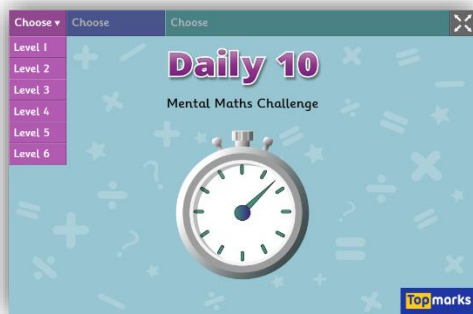 Choose ▾ Choose Choose
Level 1
Level 2
Level 3
Level 4
Level 5
Level 6
Daily 10
Mental Maths Challenge
Topmarks